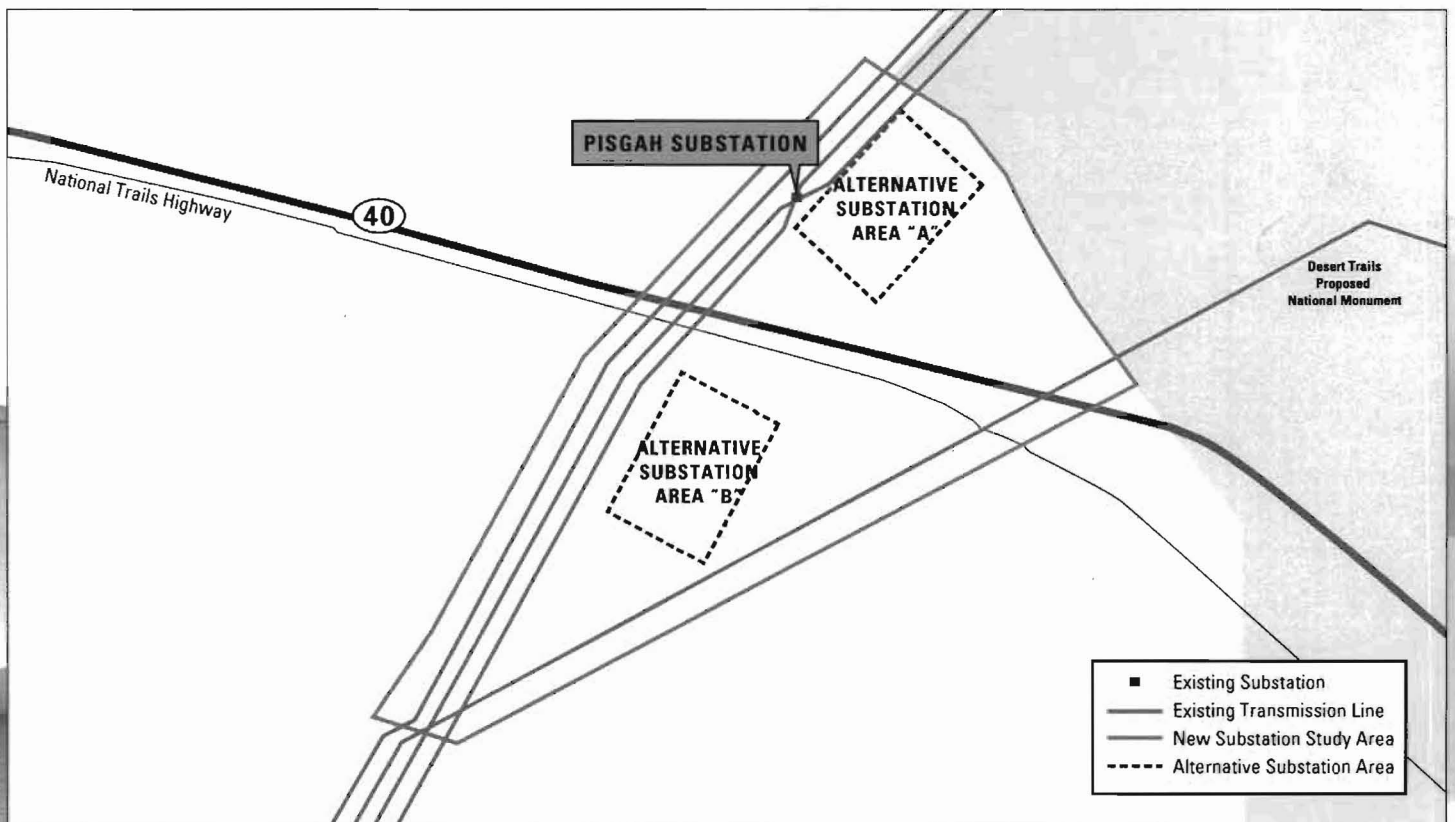 PISGAH SUBSTATION
National Trails Highway
40
ALTERNATIVE
SUBSTATION
AREA "A"
Desert Trails
Proposed
National Monument
ALTERNATIVE
SUBSTATION
AREA "B"
Existing Substation
Existing Transmission Line
New Substation Study Area
Alternative Substation Area